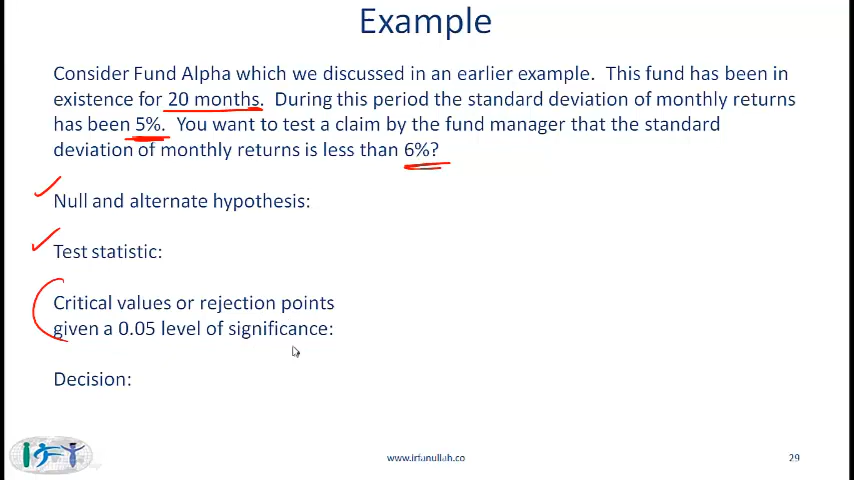 Example
Consider Fund Alpha which we discussed in an earlier example. This fund has been in
existence for 20 months. During this period the standard deviation of monthly returns
has been 5%. You want to test a claim by the fund manager that the standard
deviation of monthly returns is less than 6%?
Null and alternate hypothesis:
Test statistic:
Critical values or rejection points
given a 0.05 level of significance:
Decision:
www.irfanullah.co
29